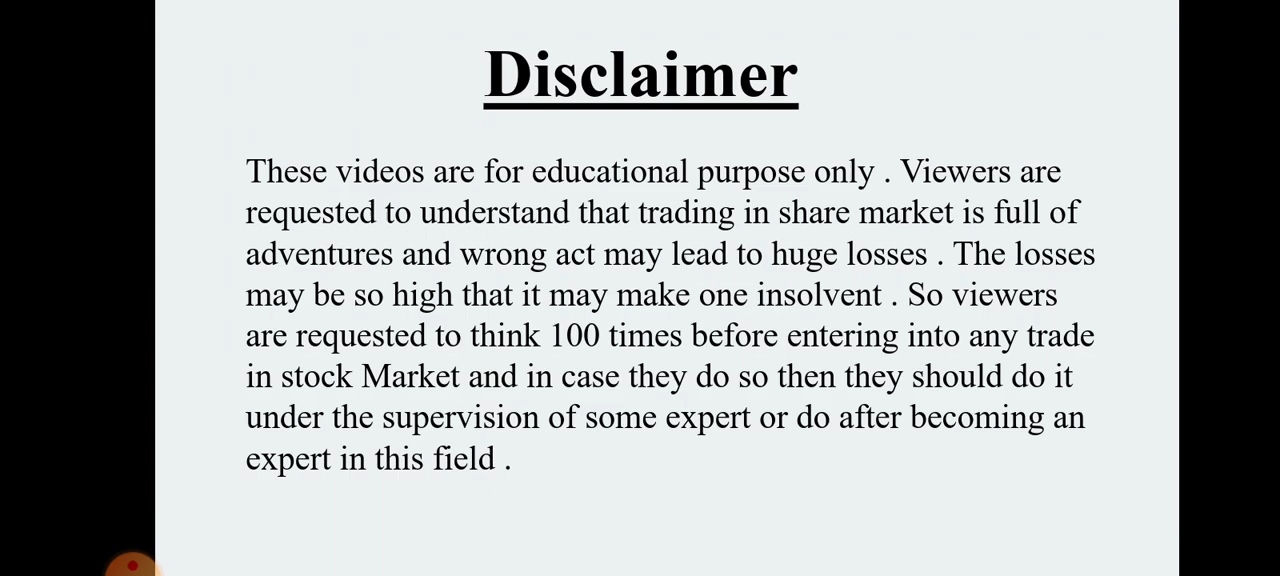 Disclaimer
These videos are for educational purpose only . Viewers are
requested to understand that trading in share market is full of
adventures and wrong act may lead to huge losses . The losses
may be so high that it may make one insolvent . So viewers
are requested to think 100 times before entering into any trade
in stock Market and in case they do so then they should do it
under the supervision of some expert or do after becoming an
expert in this field .